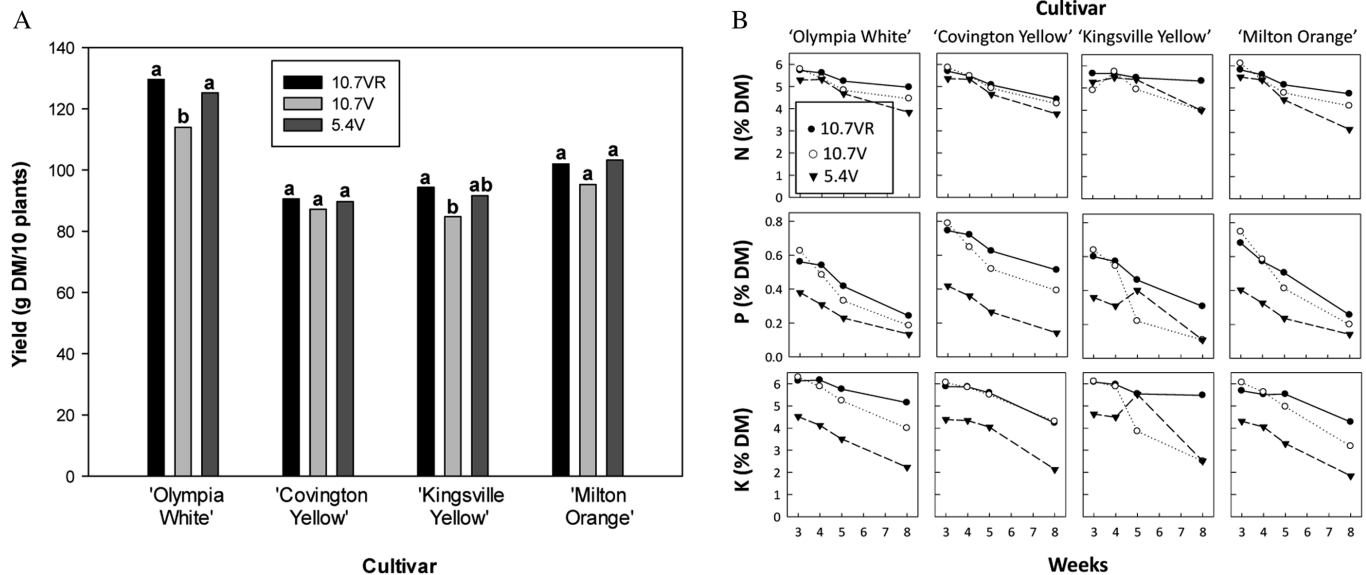 A
140
120
100
80
60
40
20
0
Yield (g DM/10 plants)
10.7VR
10.7V
5.4V
a
b
a
a
a
a
a
b
ab
a
a
a
'Olympia
White'
'Covington
Yellow'
'Kingsville
Yellow'
'Milton
Orange'
Cultivar
B
Cultivar
'Olympia White'
'Covington Yellow'
'Kingsville Yellow'
'Milton Orange'
N (% DM)
6
5
4
3
2
1
0
10.7VR
10.7V
5.4V
P (% DM)
0.8
0.6
0.4
0.2
0.0
K (% DM)
6
5
4
3
2
1
0
3 4 5 6 7 8
3 4 5 6 7 8
3 4 5 6 7 8
3 4 5 6 7 8
Weeks